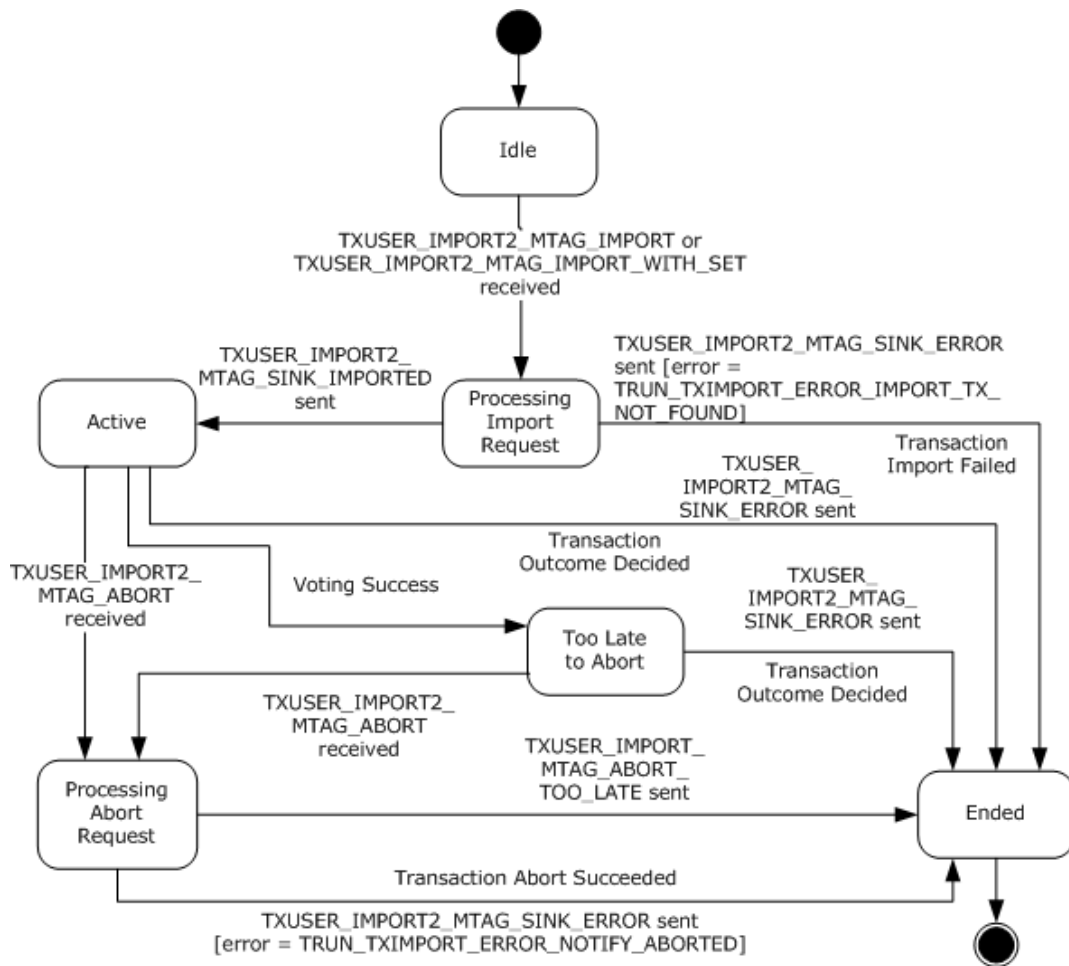 Idle
TXUSER_IMPORT2_MTAG_IMPORT or
TXUSER_IMPORT2_MTAG_IMPORT_WITH_SET
received
TXUSER_IMPORT2_
MTAG_SINK_IMPORTED
sent
TXUSER_IMPORT2_MTAG_SINK_ERROR
sent [error =
TRUN_TXIMPORT_ERROR_IMPORT_TX_
NOT_FOUND]
Active
Processing
Import
Request
Transaction
Import Failed
TXUSER_
IMPORT2_MTAG_
SINK_ERROR sent
Transaction
Outcome Decided
TXUSER_IMPORT2_
MTAG_ABORT
received
Voting Success
TXUSER_
IMPORT2_MTAG_
SINK_ERROR sent
Too Late
to Abort
Transaction
Outcome Decided
TXUSER_IMPORT2_
MTAG_ABORT
received
TXUSER_IMPORT_
MTAG_ABORT_
TOO_LATE sent
Processing
Abort
Request
Ended
Transaction Abort Succeeded
TXUSER_IMPORT2_MTAG_SINK_ERROR sent
[error = TRUN_TXIMPORT_ERROR_NOTIFY_ABORTED]